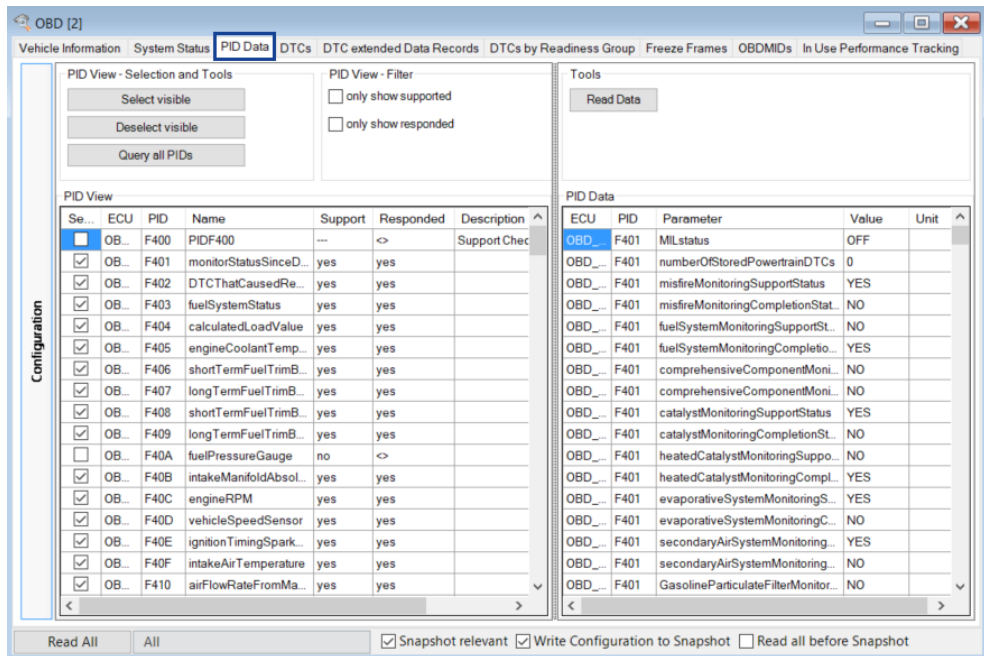 OBD [2]
Vehicle Information System Status PID Data DTCs DTC extended Data Records DTCs by Readiness Group Freeze Frames OBDMIDs In Use Performance Tracking
Configuration
PID View - Selection and Tools
Select visible
Deselect visible
Query all PIDs
PID View - Filter
only show supported
only show responded
Tools
Read Data
PID View
Se... ECU PID Name Support Responded Description
OB... F400 PIDF400 --- <> Support Chec
OB... F401 monitorStatusSinceD... yes yes
OB... F402 DTCThatCausedRe... yes yes
OB... F403 fuelSystemStatus yes yes
OB... F404 calculatedLoadValue yes yes
OB... F405 engineCoolantTemp... yes yes
OB... F406 shortTermFuelTrimB... yes yes
OB... F407 longTermFuelTrimB... yes yes
OB... F408 shortTermFuelTrimB... yes yes
OB... F409 longTermFuelTrimB... yes yes
OB... F40A fuelPressureGauge no <>
OB... F40B intakeManifoldAbsol... yes yes
OB... F40C engineRPM yes yes
OB... F40D vehicleSpeedSensor yes yes
OB... F40E ignitionTimingSpark... yes yes
OB... F40F intakeAirTemperature yes yes
OB... F410 airFlowRateFromMa... yes yes
PID Data
ECU PID Parameter Value Unit
OBD_... F401 MILstatus OFF
OBD_... F401 numberOfStoredPowertrainDTCs 0
OBD_... F401 misfireMonitoringSupportStatus YES
OBD_... F401 misfireMonitoringCompletionStat... NO
OBD_... F401 fuelSystemMonitoringSupportSt... NO
OBD_... F401 fuelSystemMonitoringCompletio... YES
OBD_... F401 comprehensiveComponentMoni... NO
OBD_... F401 comprehensiveComponentMoni... NO
OBD_... F401 catalystMonitoringSupportStatus YES
OBD_... F401 catalystMonitoringCompletionSt... NO
OBD_... F401 heatedCatalystMonitoringSuppo... NO
OBD_... F401 heatedCatalystMonitoringCompl... YES
OBD_... F401 evaporativeSystemMonitoringS... YES
OBD_... F401 evaporativeSystemMonitoringC... NO
OBD_... F401 secondaryAirSystemMonitoring... YES
OBD_... F401 secondaryAirSystemMonitoring... NO
OBD_... F401 GasolineParticulateFilterMonitor... NO
Read All All Snapshot relevant Write Configuration to Snapshot Read all before Snapshot